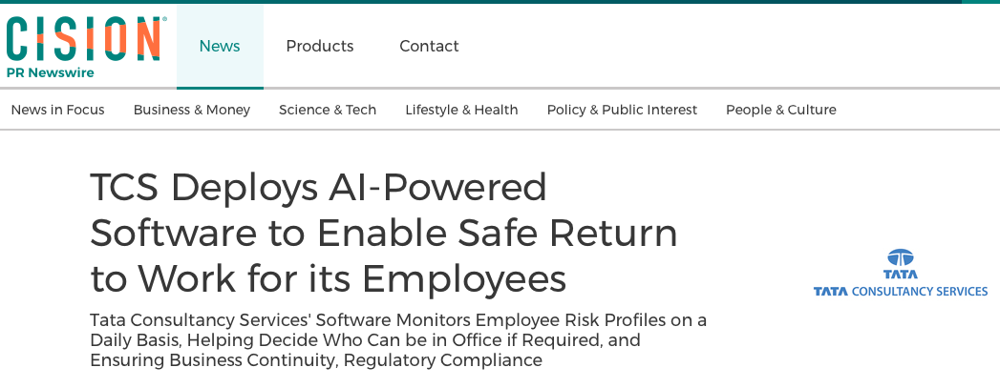 CISION®
PR Newswire
News Products Contact
News in Focus Business & Money Science & Tech Lifestyle & Health Policy & Public Interest People & Culture
TCS Deploys AI-Powered
Software to Enable Safe Return
to Work for its Employees
TATA
TATA CONSULTANCY SERVICES
Tata Consultancy Services' Software Monitors Employee Risk Profiles on a
Daily Basis, Helping Decide Who Can be in Office if Required, and
Ensuring Business Continuity, Regulatory Compliance